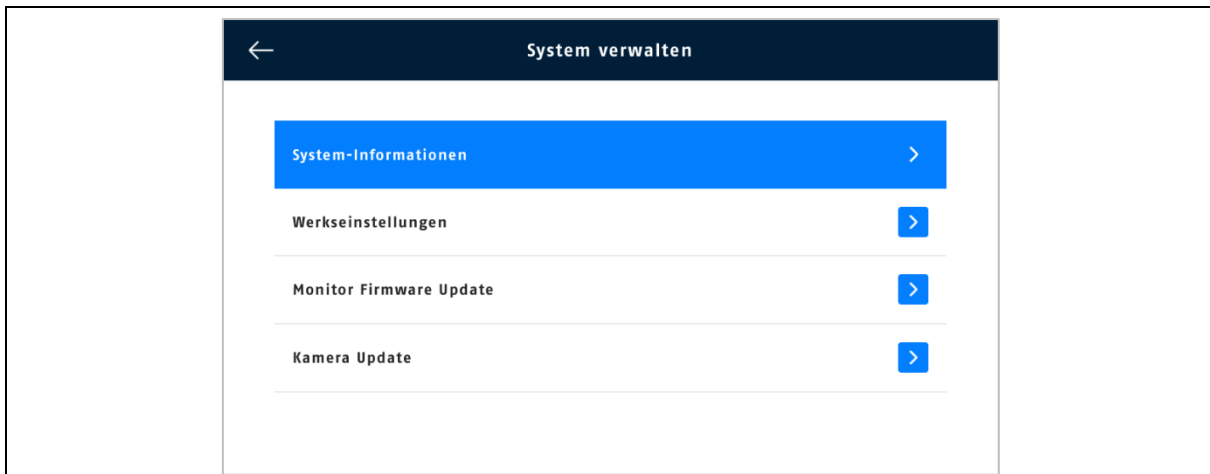 System verwalten
System-Informationen
Werkseinstellungen
Monitor Firmware Update
Kamera Update